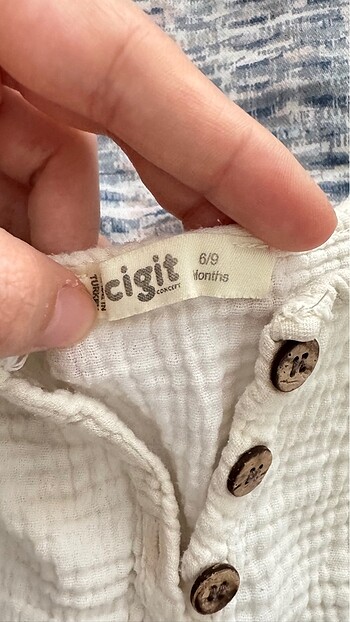 cigit
CONCEPT
6/9
Months